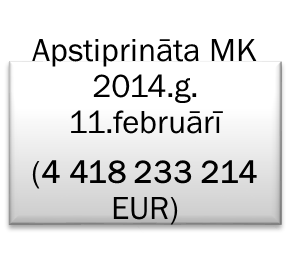 Apstiprināta MK
2014.g.
11.februārī
(4 418 233 214
EUR)